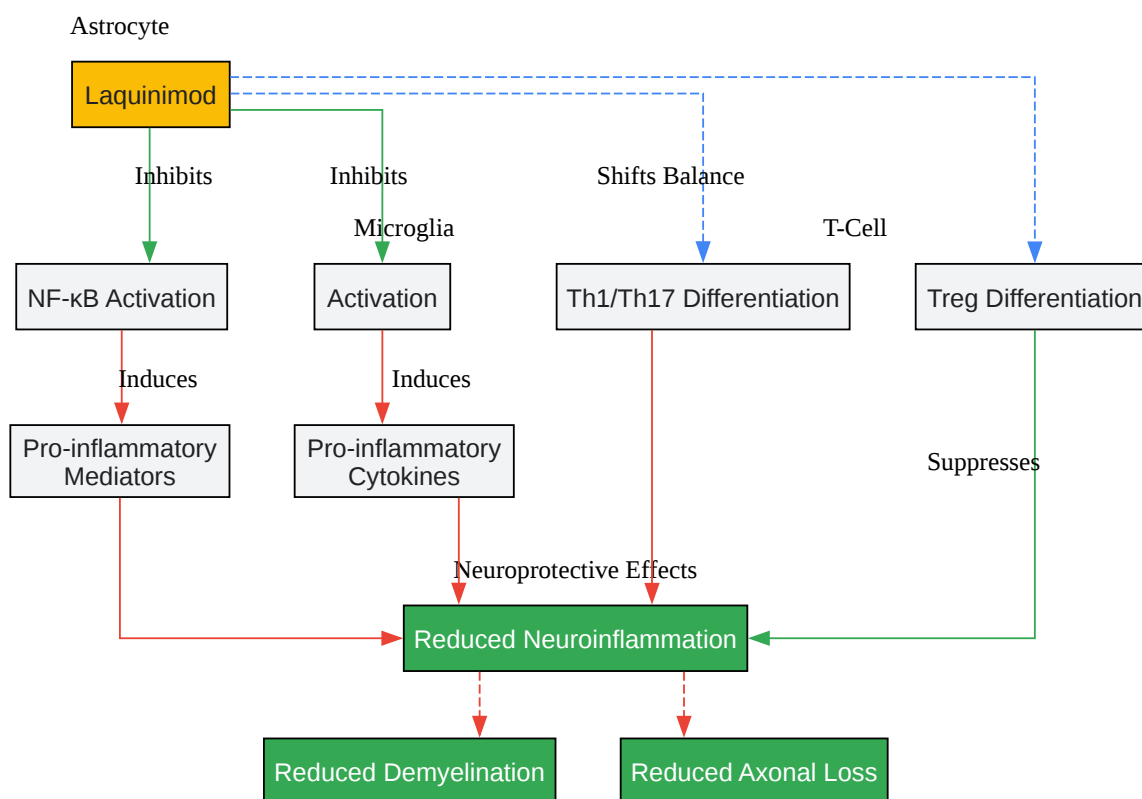 Astrocyte
Laquinimod
Inhibits
Inhibits
Shifts Balance
Microglia
T-Cell
NF-κB Activation
Activation
Th1/Th17 Differentiation
Treg Differentiation
Induces
Induces
Pro-inflammatory
Mediators
Pro-inflammatory
Cytokines
Suppresses
Neuroprotective Effects
Reduced Neuroinflammation
Reduced Demyelination
Reduced Axonal Loss